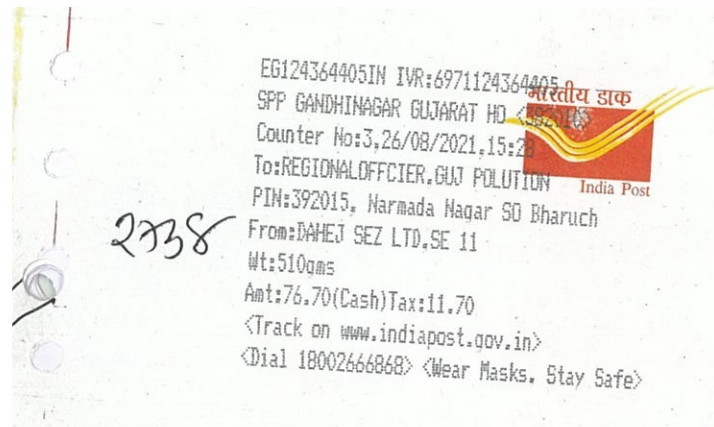 EG124364405IN IVR:6971124364405
भारतीय डाक
SPP GANDHINAGAR GUJARAT HO
Counter No:3,26/08/2021,15:28
To:REGIONALOFFCIER,GUJ POLUTION
India Post
PIN:392015, Narmada Nagar SO Bharuch
2738
From:DAHEJ SEZ LTD,SE 11
Wt:510gms
Amt:76.70(Cash)Tax:11.70
<Track on www.indiapost.gov.in>
<Dial 18002666868> <Wear Masks. Stay Safe>